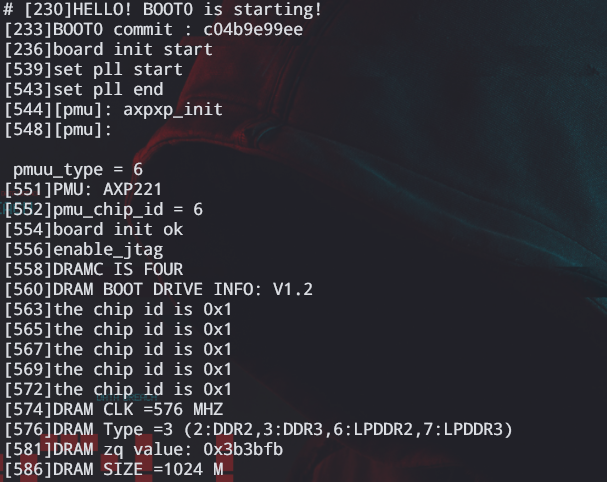 # [230]HELLO! BOOT0 is starting!
[233]BOOT0 commit : c04b9e99ee
[236]board init start
[539]set pll start
[543]set pll end
[544][pmu]: axpxp_init
[548][pmu]:
pmuu_type = 6
[551]PMU: AXP221
[552]pmu_chip_id = 6
[554]board init ok
[556]enable_jtag
[558]DRAMC IS FOUR
[560]DRAM BOOT DRIVE INFO: V1.2
[563]the chip id is 0x1
[565]the chip id is 0x1
[567]the chip id is 0x1
[569]the chip id is 0x1
[572]the chip id is 0x1
[574]DRAM CLK =576 MHZ
[576]DRAM Type =3 (2:DDR2,3:DDR3,6:LPDDR2,7:LPDDR3)
[581]DRAM zq value: 0x3b3bfb
[586]DRAM SIZE =1024 M